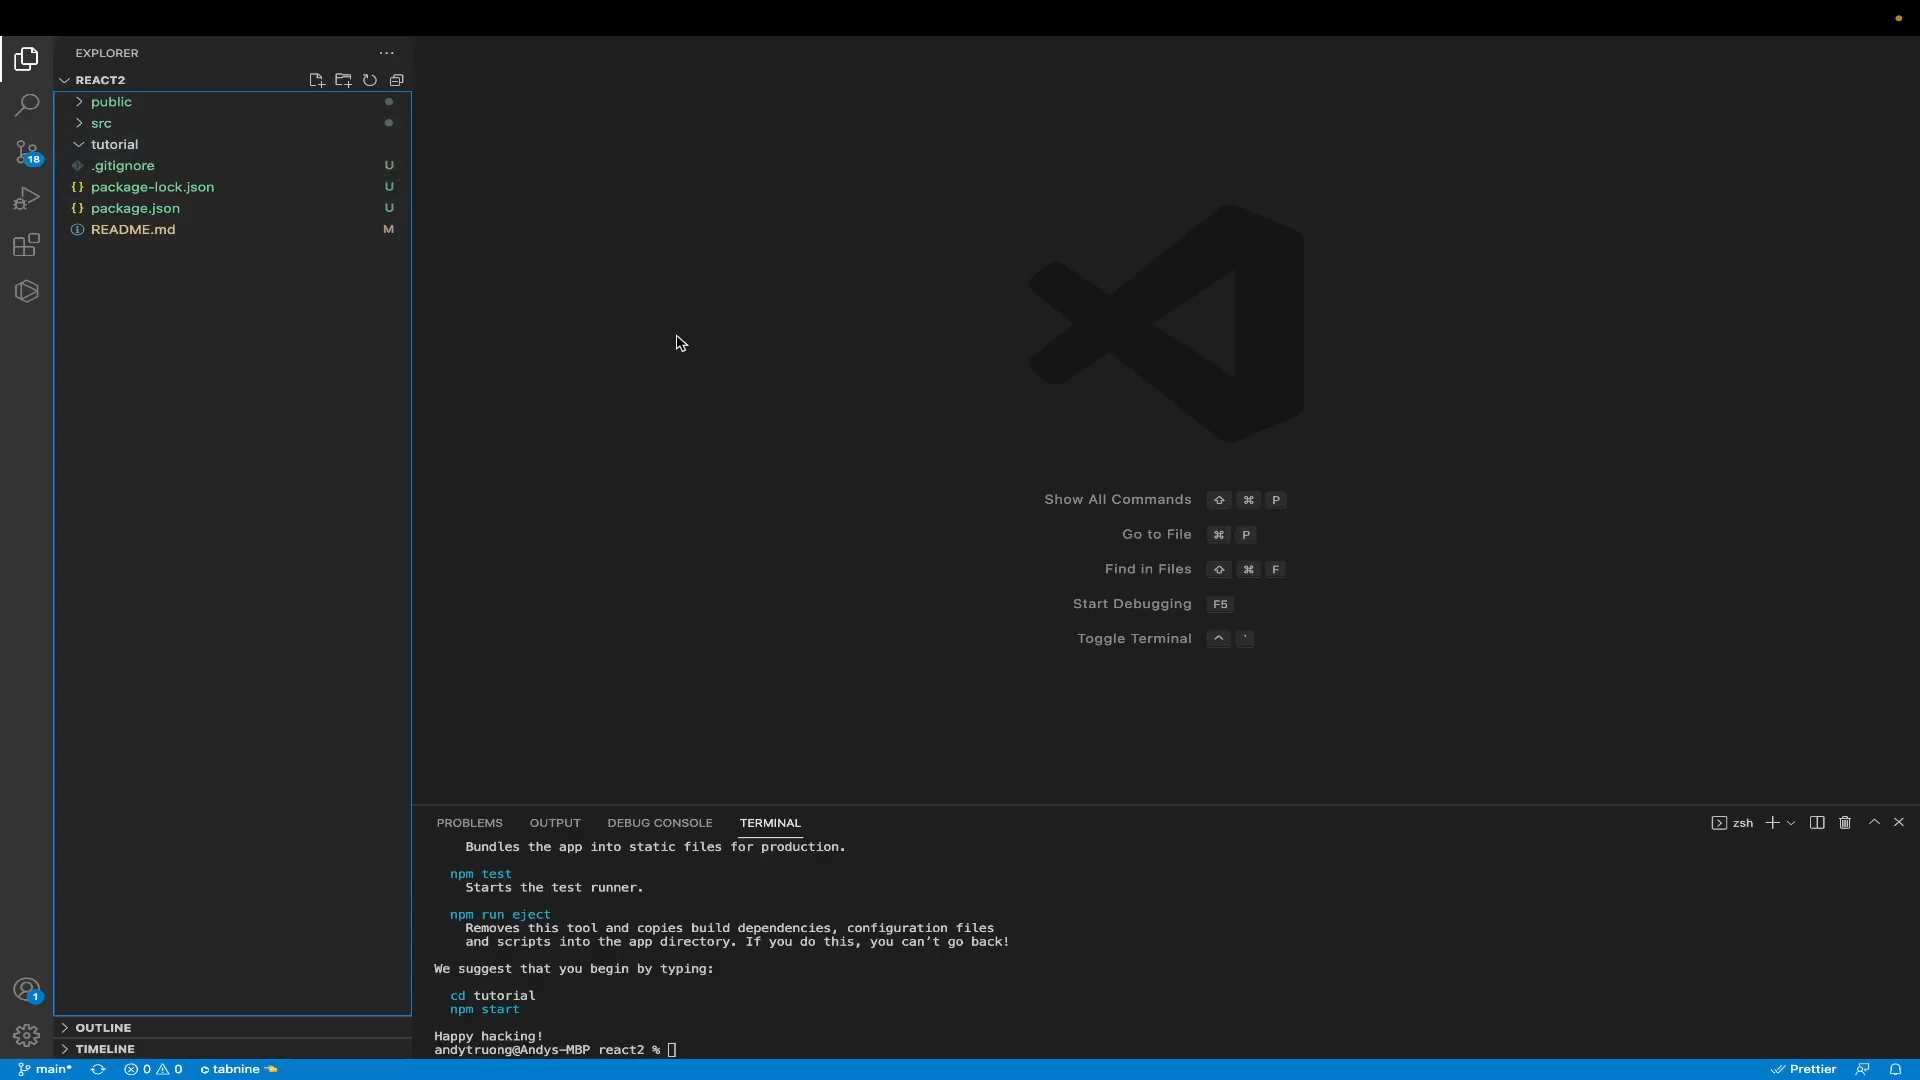 EXPLORER
REACT2
public
src
tutorial
.gitignore U
package-lock.json U
package.json U
README.md M
18
1
OUTLINE
TIMELINE
Show All Commands ⇧ ⌘ P
Go to File ⌘ P
Find in Files ⇧ ⌘ F
Start Debugging F5
Toggle Terminal ^ `
PROBLEMS OUTPUT DEBUG CONSOLE TERMINAL
zsh
Bundles the app into static files for production.
npm test
Starts the test runner.
npm run eject
Removes this tool and copies build dependencies, configuration files
and scripts into the app directory. If you do this, you can't go back!
We suggest that you begin by typing:
cd tutorial
npm start
Happy hacking!
andytruong@Andys-MBP react2 %
main* 0 0 tabnine Prettier